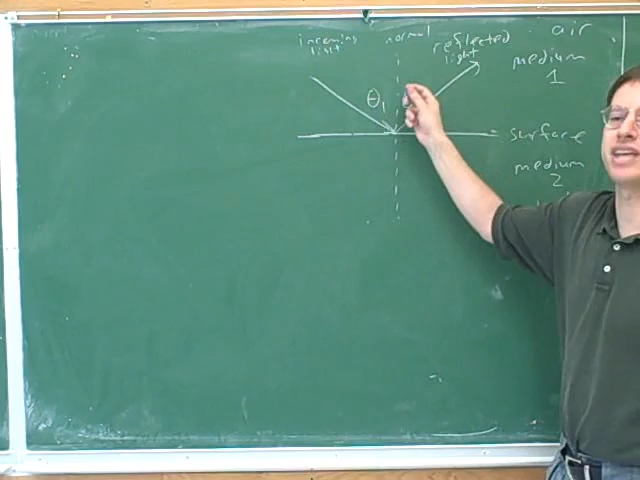 incoming
light
normal
reflected
light
air
medium
1
θ₁
surface
medium
2